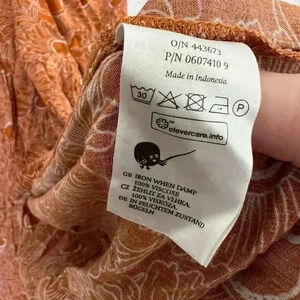 O/N 443673
P/N 0607410 9
Made in Indonesia
30
P
clevercare.info
GB IRON WHEN DAMP
100% VISCOSE
CZ ŽEHLIT ZA VLHKA.
100% VISKÓZA.
DE IN FEUCHTEM ZUSTAND
BÜGELN